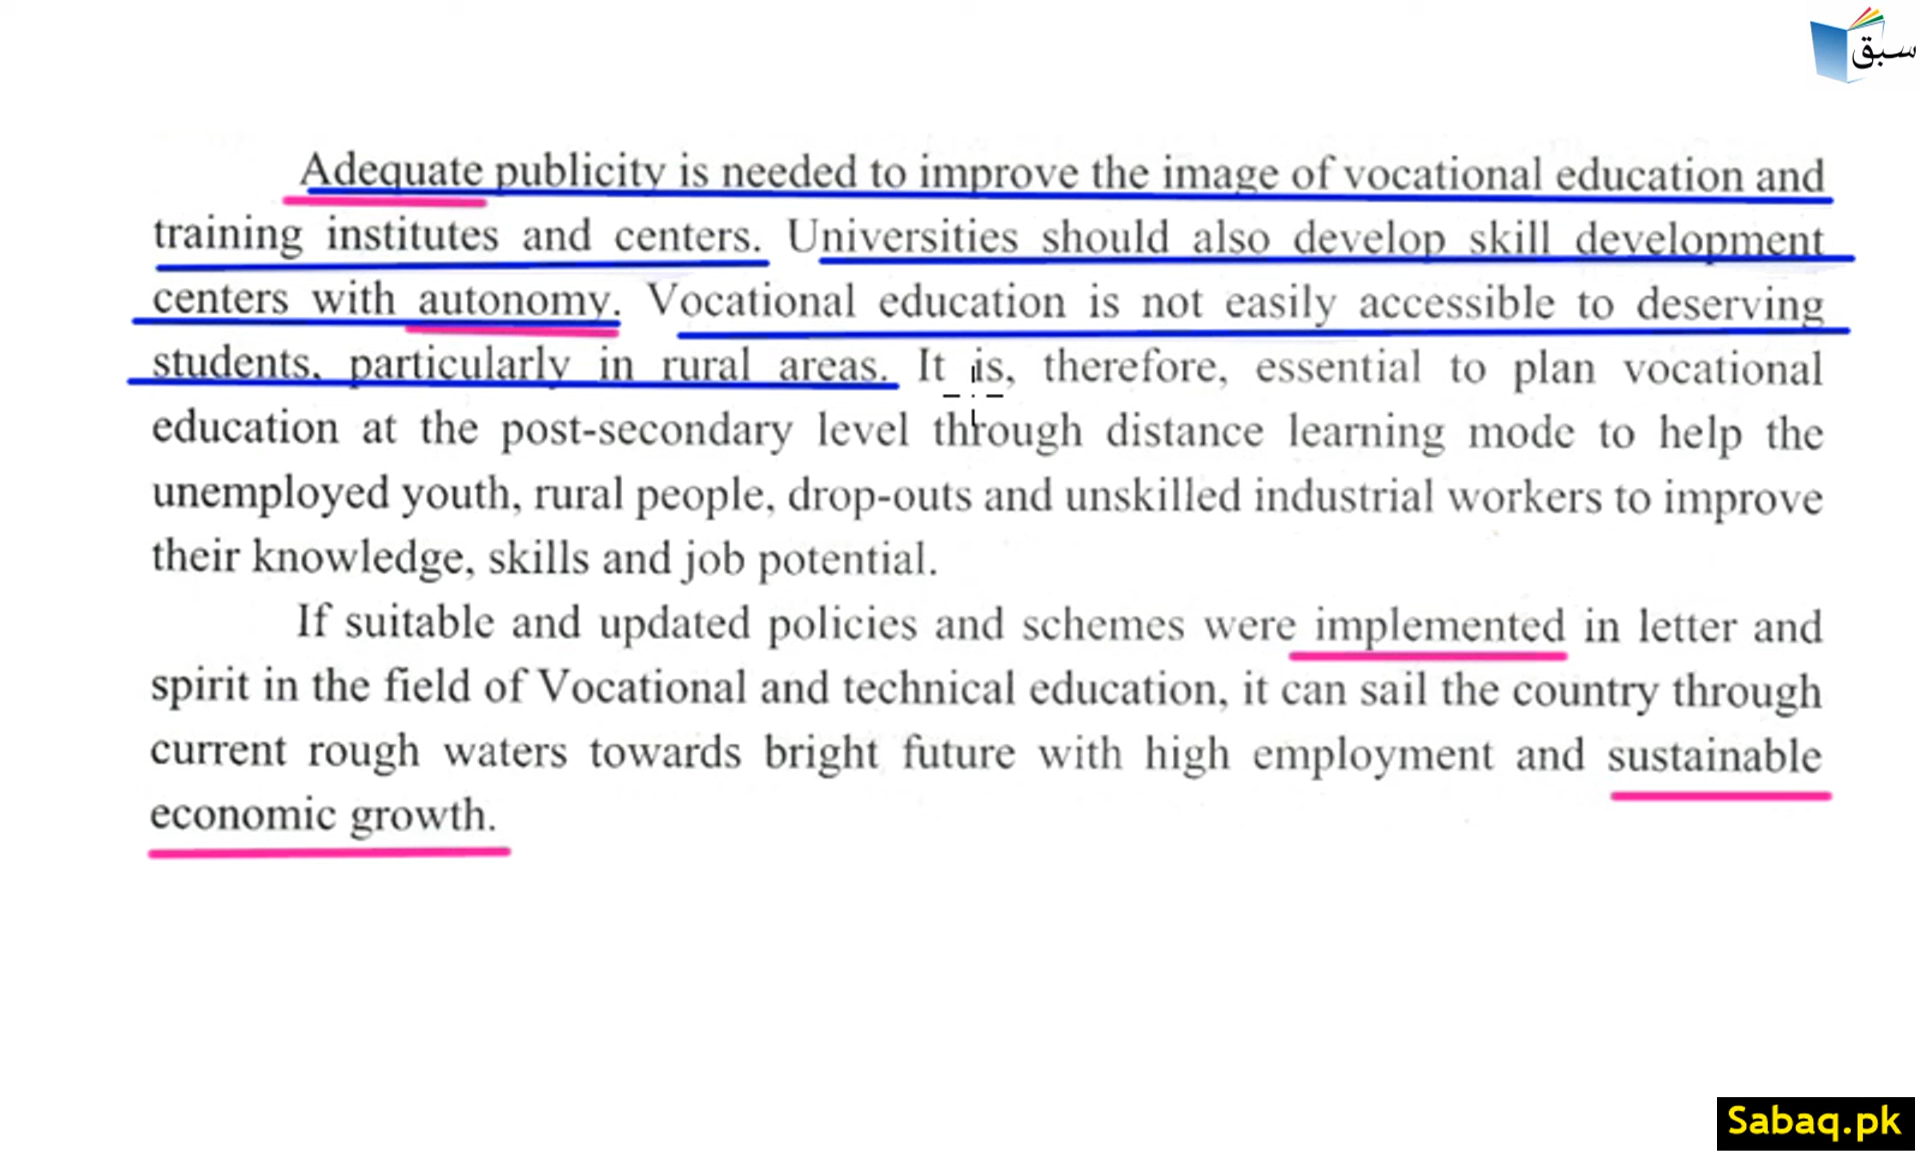 سبق
Adequate publicity is needed to improve the image of vocational education and
training institutes and centers. Universities should also develop skill development
centers with autonomy. Vocational education is not easily accessible to deserving
students, particularly in rural areas. It is, therefore, essential to plan vocational
education at the post-secondary level through distance learning mode to help the
unemployed youth, rural people, drop-outs and unskilled industrial workers to improve
their knowledge, skills and job potential.
If suitable and updated policies and schemes were implemented in letter and
spirit in the field of Vocational and technical education, it can sail the country through
current rough waters towards bright future with high employment and sustainable
economic growth.
Sabaq.pk